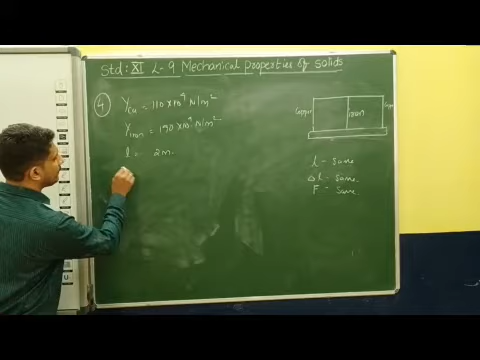 Std: XI L-9 Mechanical properties of solids
4
Ycu = 110 x 10⁹ N/m²
Yiron = 190 x 10⁹ N/m²
l = 2m.
Copper iron
l - same
Δl - same
F - same